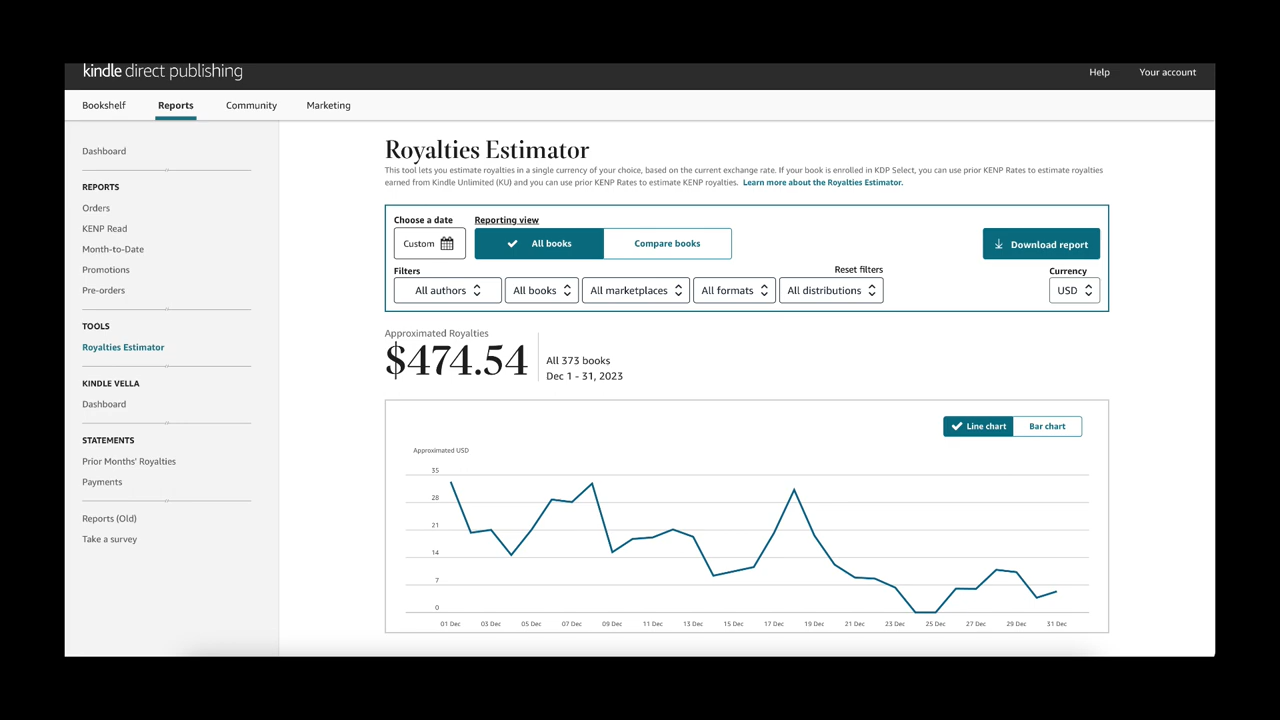 kindle direct publishing
Help
Your account
Bookshelf
Reports
Community
Marketing
Dashboard
REPORTS
Orders
KENP Read
Month-to-Date
Promotions
Pre-orders
TOOLS
Royalties Estimator
KINDLE VELLA
Dashboard
STATEMENTS
Prior Months' Royalties
Payments
Reports (Old)
Take a survey
Royalties Estimator
This tool lets you estimate royalties in a single currency of your choice, based on the current exchange rate. If your book is enrolled in KDP Select, you can use prior KENP Rates to estimate royalties
earned from Kindle Unlimited (KU) and you can use prior KENP Rates to estimate KENP royalties. Learn more about the Royalties Estimator.
Choose a date
Reporting view
Custom
All books
Compare books
Download report
Filters
Reset filters
Currency
All authors
All books
All marketplaces
All formats
All distributions
USD
Approximated Royalties
$474.54
All 373 books
Dec 1 - 31, 2023
Line chart
Bar chart
Approximated USD
35
28
21
14
7
0
01 Dec
03 Dec
05 Dec
07 Dec
09 Dec
11 Dec
13 Dec
15 Dec
17 Dec
19 Dec
21 Dec
23 Dec
25 Dec
27 Dec
29 Dec
31 Dec